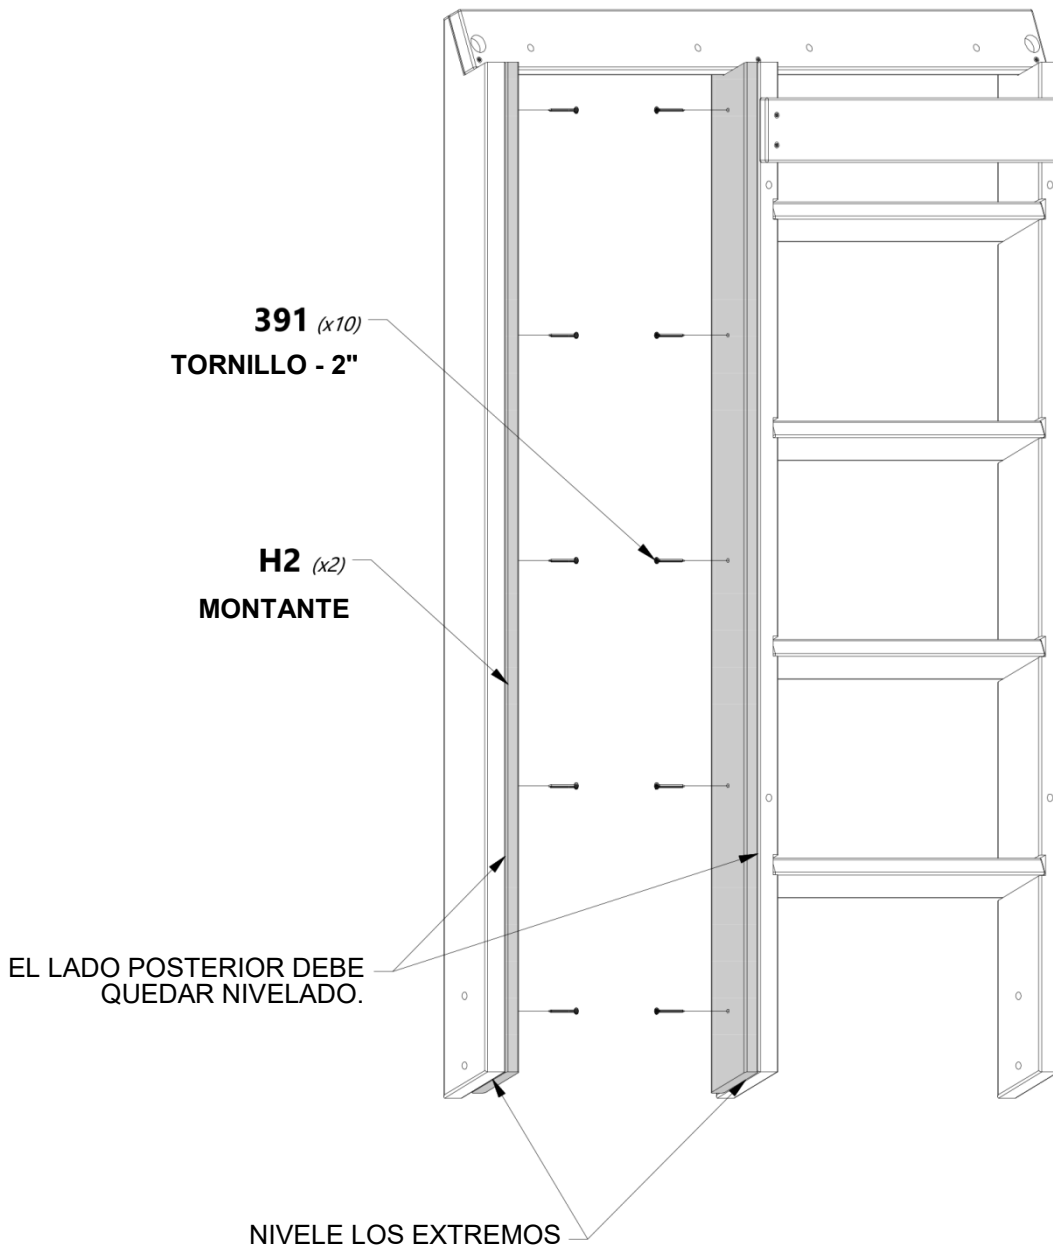 391 (x10)
TORNILLO - 2"
H2 (x2)
MONTANTE
EL LADO POSTERIOR DEBE
QUEDAR NIVELADO.
NIVELE LOS EXTREMOS